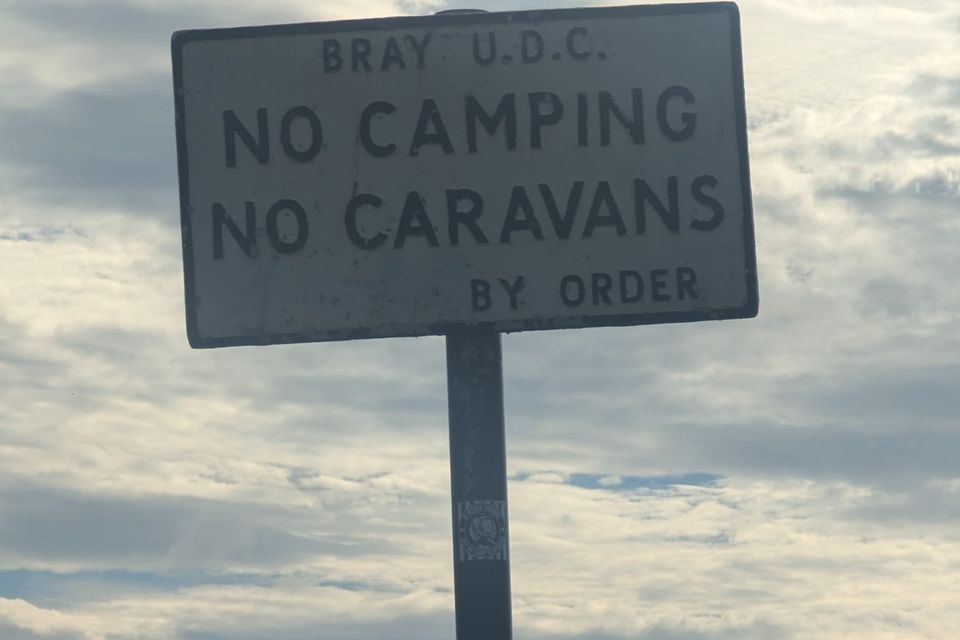 BRAY U.D.C.
NO CAMPING
NO CARAVANS
BY ORDER